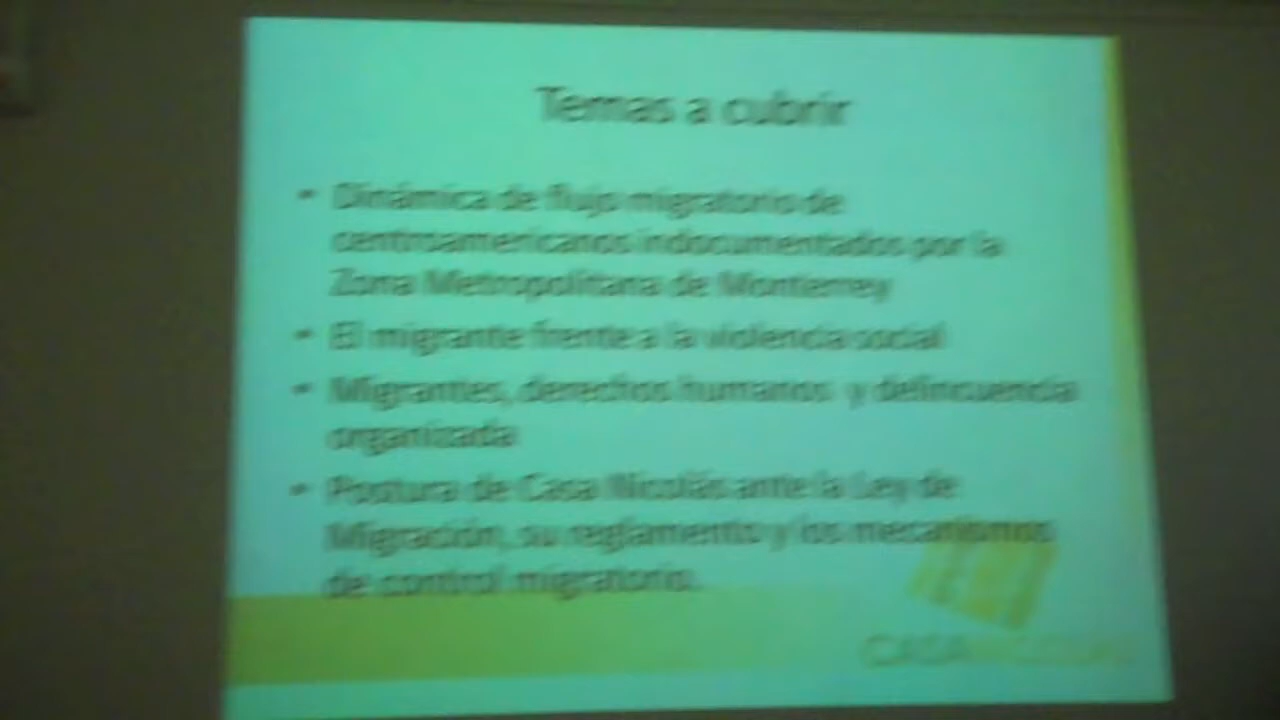 Temas a cubrir
• Dinámica de flujo migratorio de
centroamericanos indocumentados por la
Zona Metropolitana de Monterrey
• El migrante frente a la violencia social
• Migrantes, derechos humanos y delincuencia
organizada
• Postura de Casa Nicolás ante la Ley de
Migración, su reglamento y los mecanismos
de control migratorio.
CASA